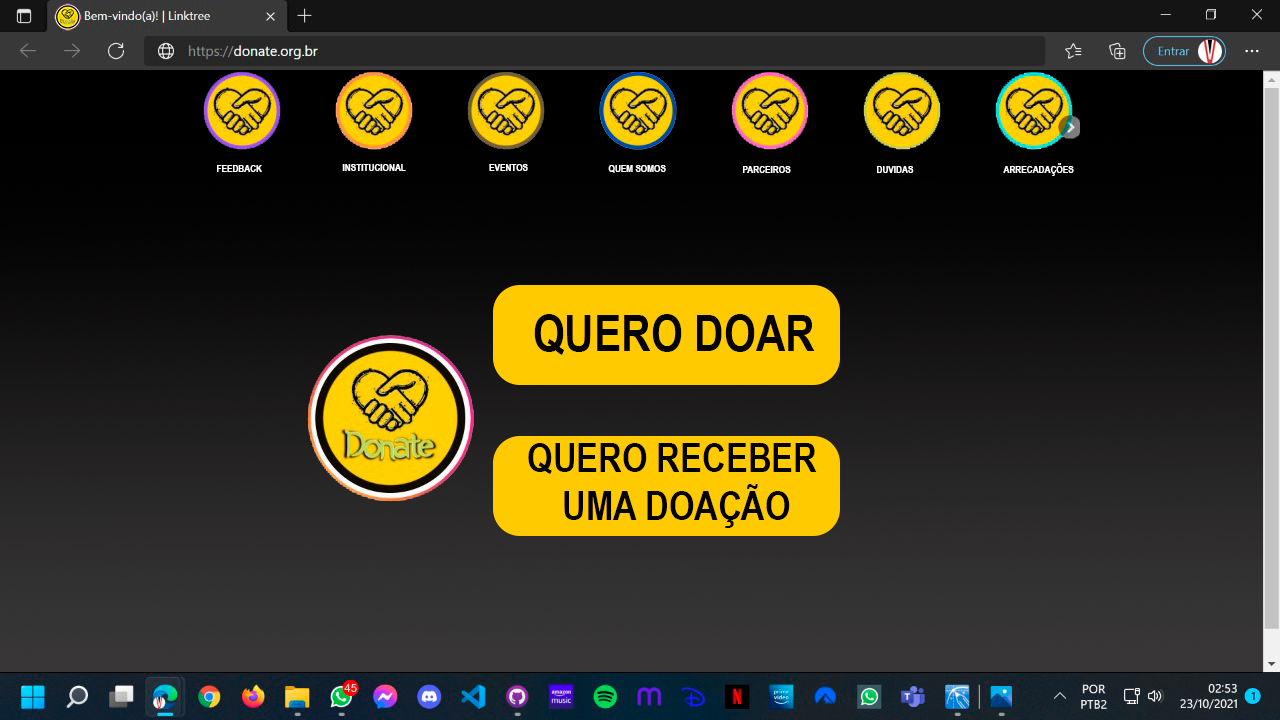 Bem-vindo(a)! | Linktree
https://donate.org.br
Entrar
FEEDBACK
INSTITUCIONAL
EVENTOS
QUEM SOMOS
PARCEIROS
DUVIDAS
ARRECADAÇÕES
QUERO DOAR
Donate
QUERO RECEBER
UMA DOAÇÃO
45
amazon
music
prime
video
POR
PTB2
02:53
23/10/2021
1